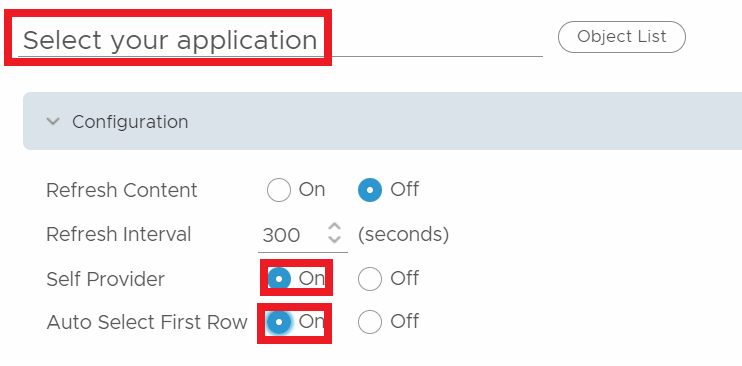 Select your application
Object List
Configuration
Refresh Content On Off
Refresh Interval 300 (seconds)
Self Provider On Off
Auto Select First Row On Off